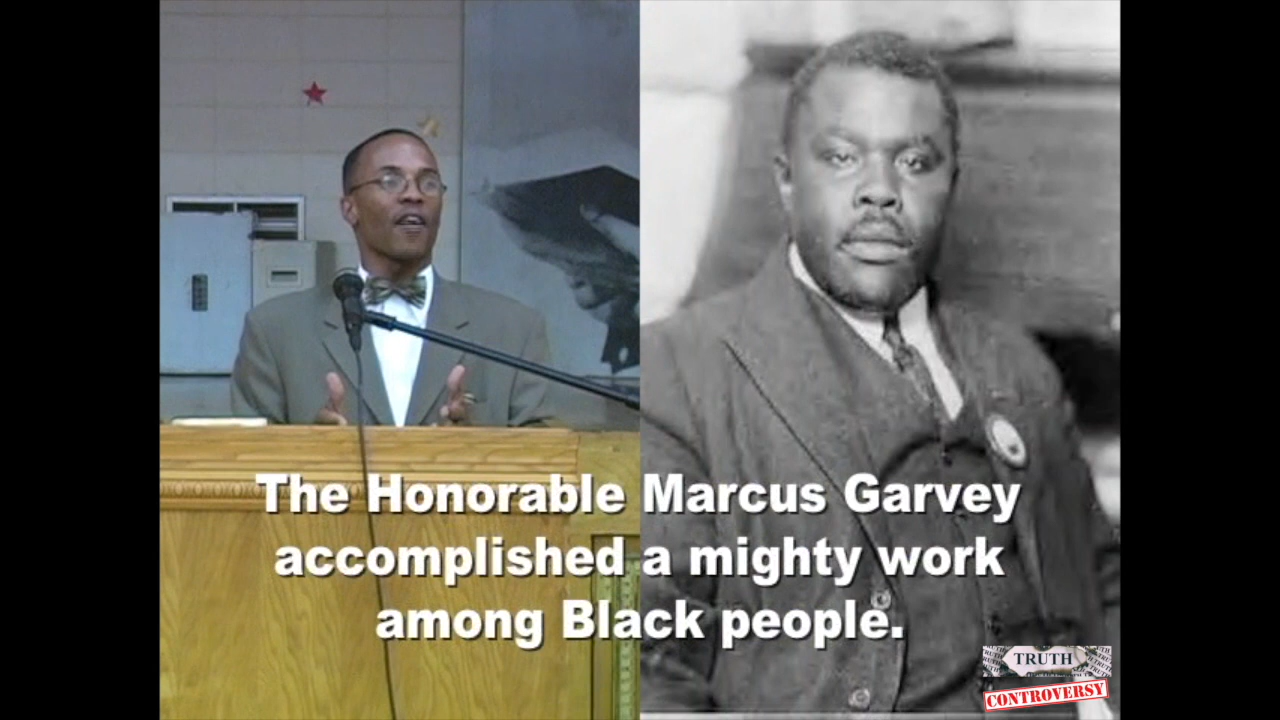 The Honorable Marcus Garvey
accomplished a mighty work
among Black people.
TRUTH
CONTROVERSY